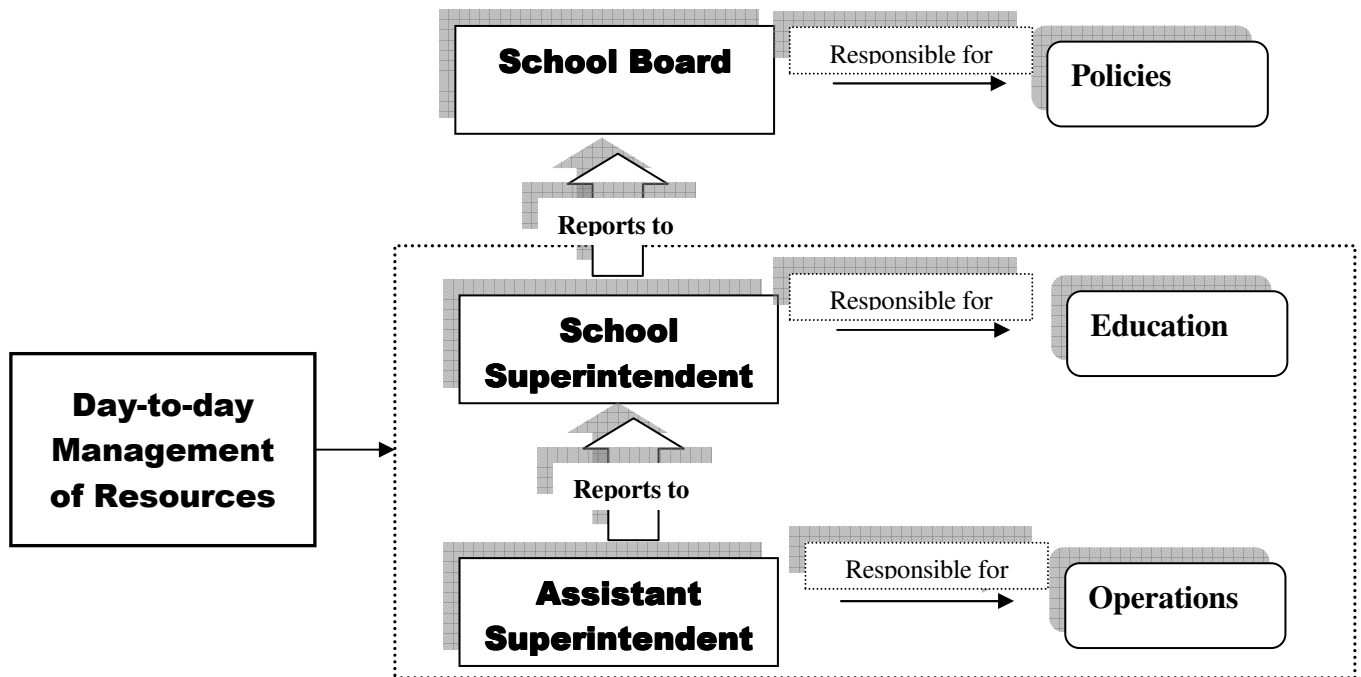 School Board
Responsible for
Policies
Reports to
School
Superintendent
Responsible for
Education
Day-to-day
Management
of Resources
Reports to
Assistant
Superintendent
Responsible for
Operations